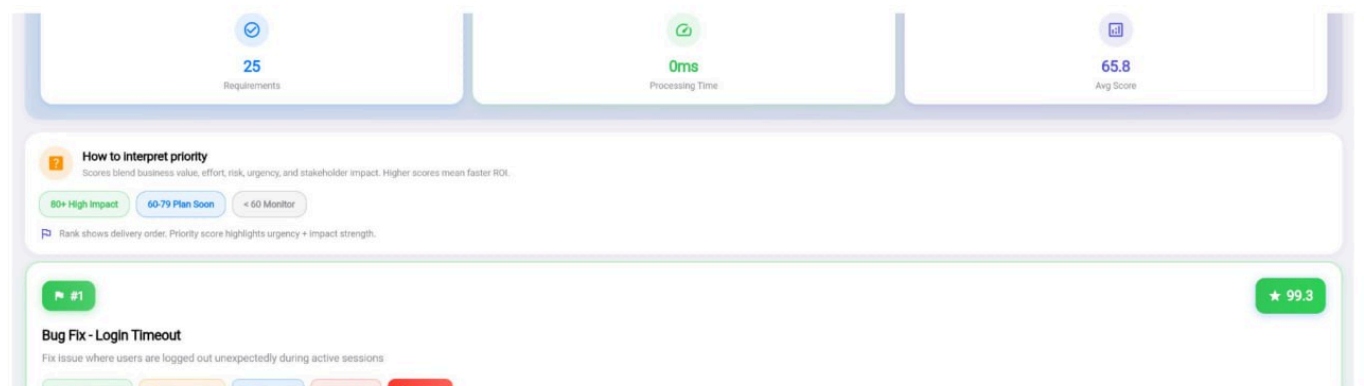 25
Requirements
0ms
Processing Time
65.8
Avg Score
How to interpret priority
Scores blend business value, effort, risk, urgency, and stakeholder impact. Higher scores mean faster ROI.
80+ High Impact
60-79 Plan Soon
< 60 Monitor
Rank shows delivery order. Priority score highlights urgency + impact strength.
#1
★ 99.3
Bug Fix - Login Timeout
Fix issue where users are logged out unexpectedly during active sessions